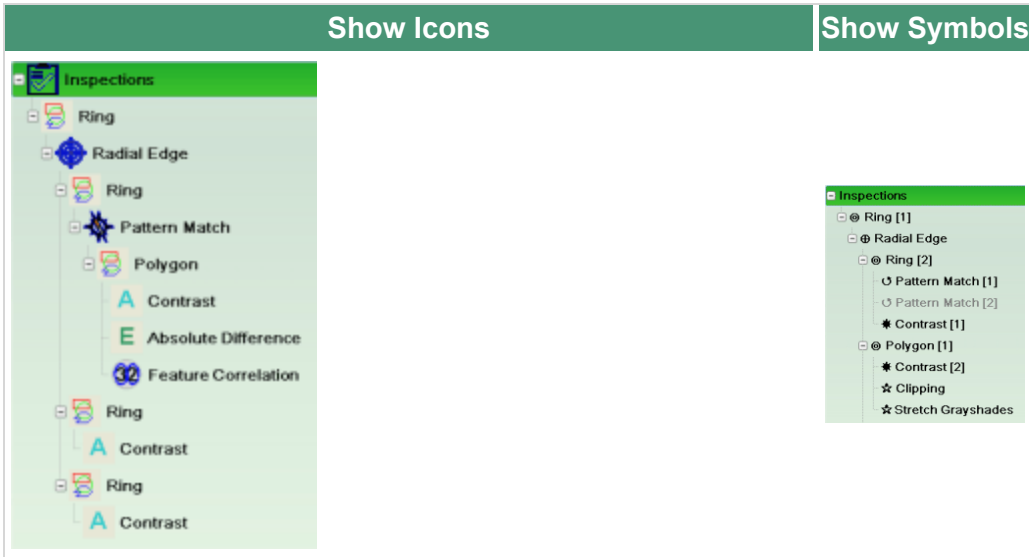 Show Icons
Show Symbols
Inspections
Ring
Radial Edge
Ring
Pattern Match
Polygon
A Contrast
E Absolute Difference
32 Feature Correlation
Ring
A Contrast
Ring
A Contrast
Inspections
Ring [1]
Radial Edge
Ring [2]
Pattern Match [1]
Pattern Match [2]
Contrast [1]
Polygon [1]
Contrast [2]
Clipping
Stretch Grayshades